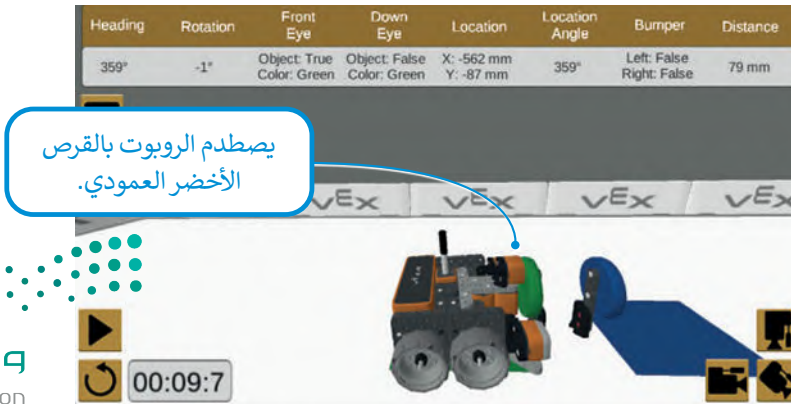 Heading Rotation Front Eye Down Eye Location Location Angle Bumper Distance
359° -1° Object: True Color: Green Object: False Color: Green X: -562 mm Y: -87 mm 359° Left: False Right: False 79 mm
يصطدم الروبوت بالقرص
الأخضر العمودي.
vex vex vex vex
00:09:7
on